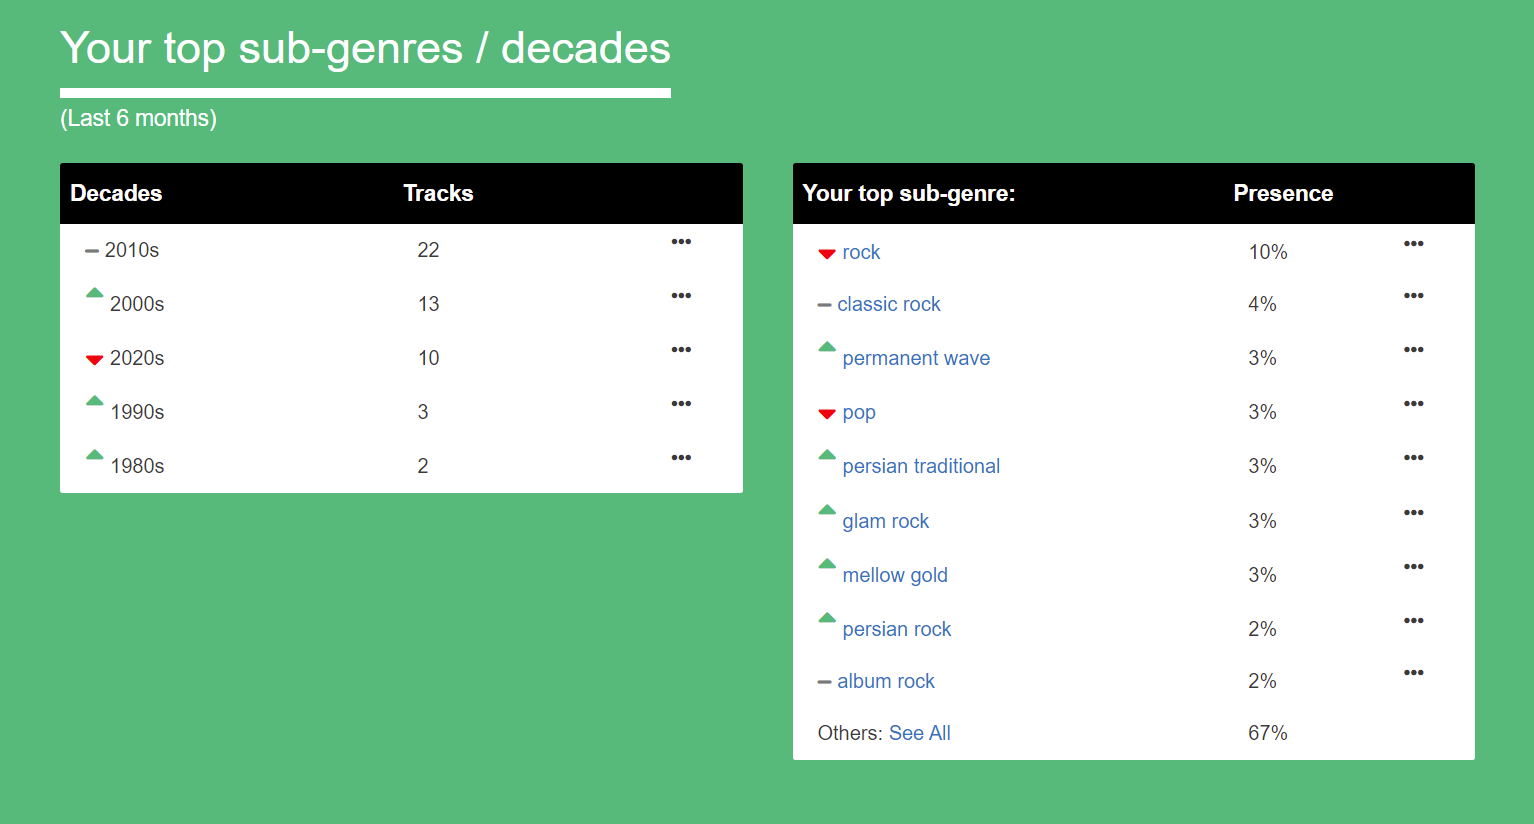 Your top sub-genres / decades
(Last 6 months)
Decades Tracks
2010s 22
2000s 13
2020s 10
1990s 3
1980s 2
Your top sub-genre: Presence
rock 10%
classic rock 4%
permanent wave 3%
pop 3%
persian traditional 3%
glam rock 3%
mellow gold 3%
persian rock 2%
album rock 2%
Others: See All 67%